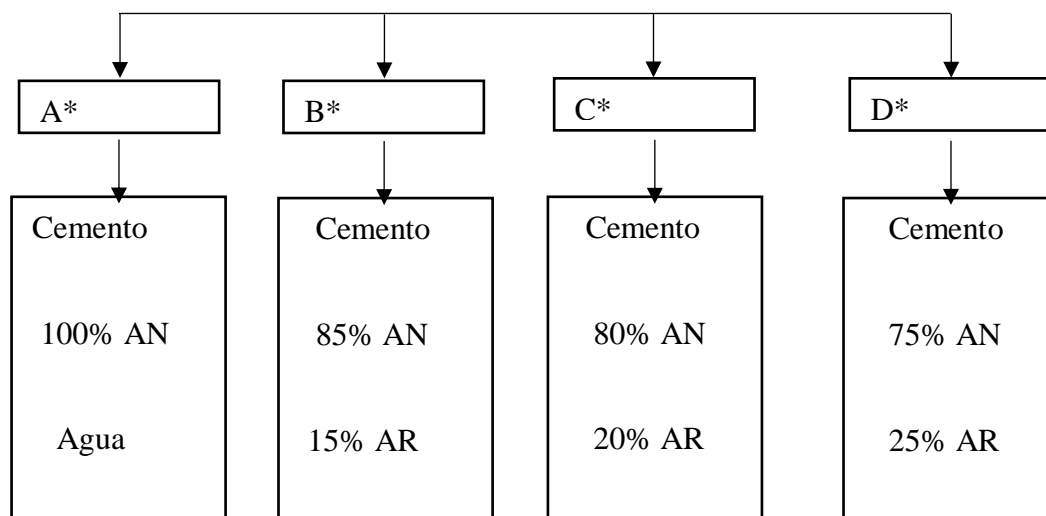 A*
B*
C*
D*
Cemento
100% AN
Agua
Cemento
85% AN
15% AR
Cemento
80% AN
20% AR
Cemento
75% AN
25% AR